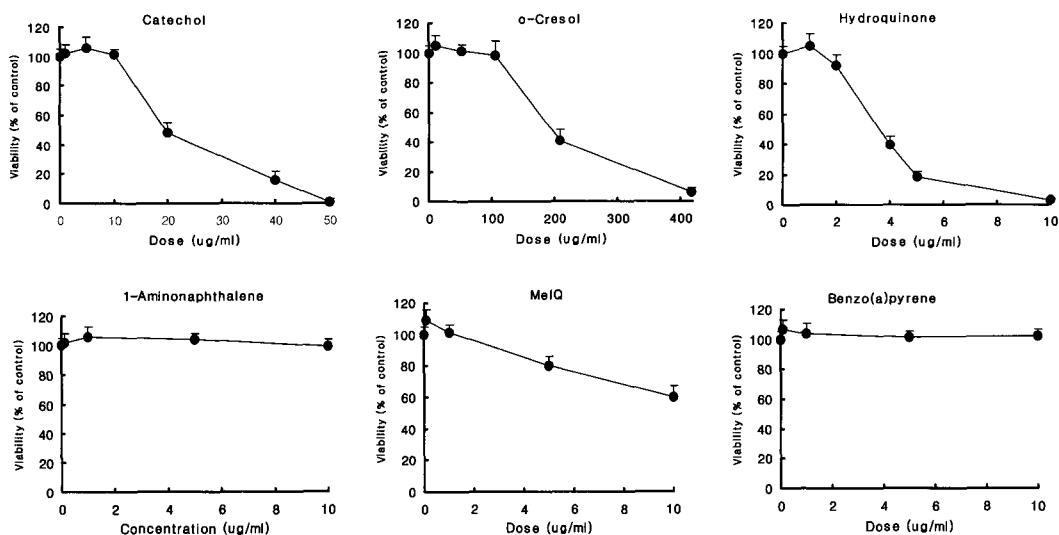 Catechol
Viability (% of control)
120
100
80
60
40
20
0
0 10 20 30 40 50
Dose (ug/ml)
o-Cresol
Viability (% of control)
120
100
80
60
40
20
0
0 100 200 300 400
Dose (ug/ml)
Hydroquinone
Viability (% of control)
120
100
80
60
40
20
0
0 2 4 6 8 10
Dose (ug/ml)
1-Aminonaphthalene
Viability (% of control)
120
100
80
60
40
20
0
0 2 4 6 8 10
Concentration (ug/ml)
MeIQ
Viability (% of control)
120
100
80
60
40
20
0
0 2 4 6 8 10
Dose (ug/ml)
Benzo(a)pyrene
Viability (% of control)
120
100
80
60
40
20
0
0 2 4 6 8 10
Dose (ug/ml)